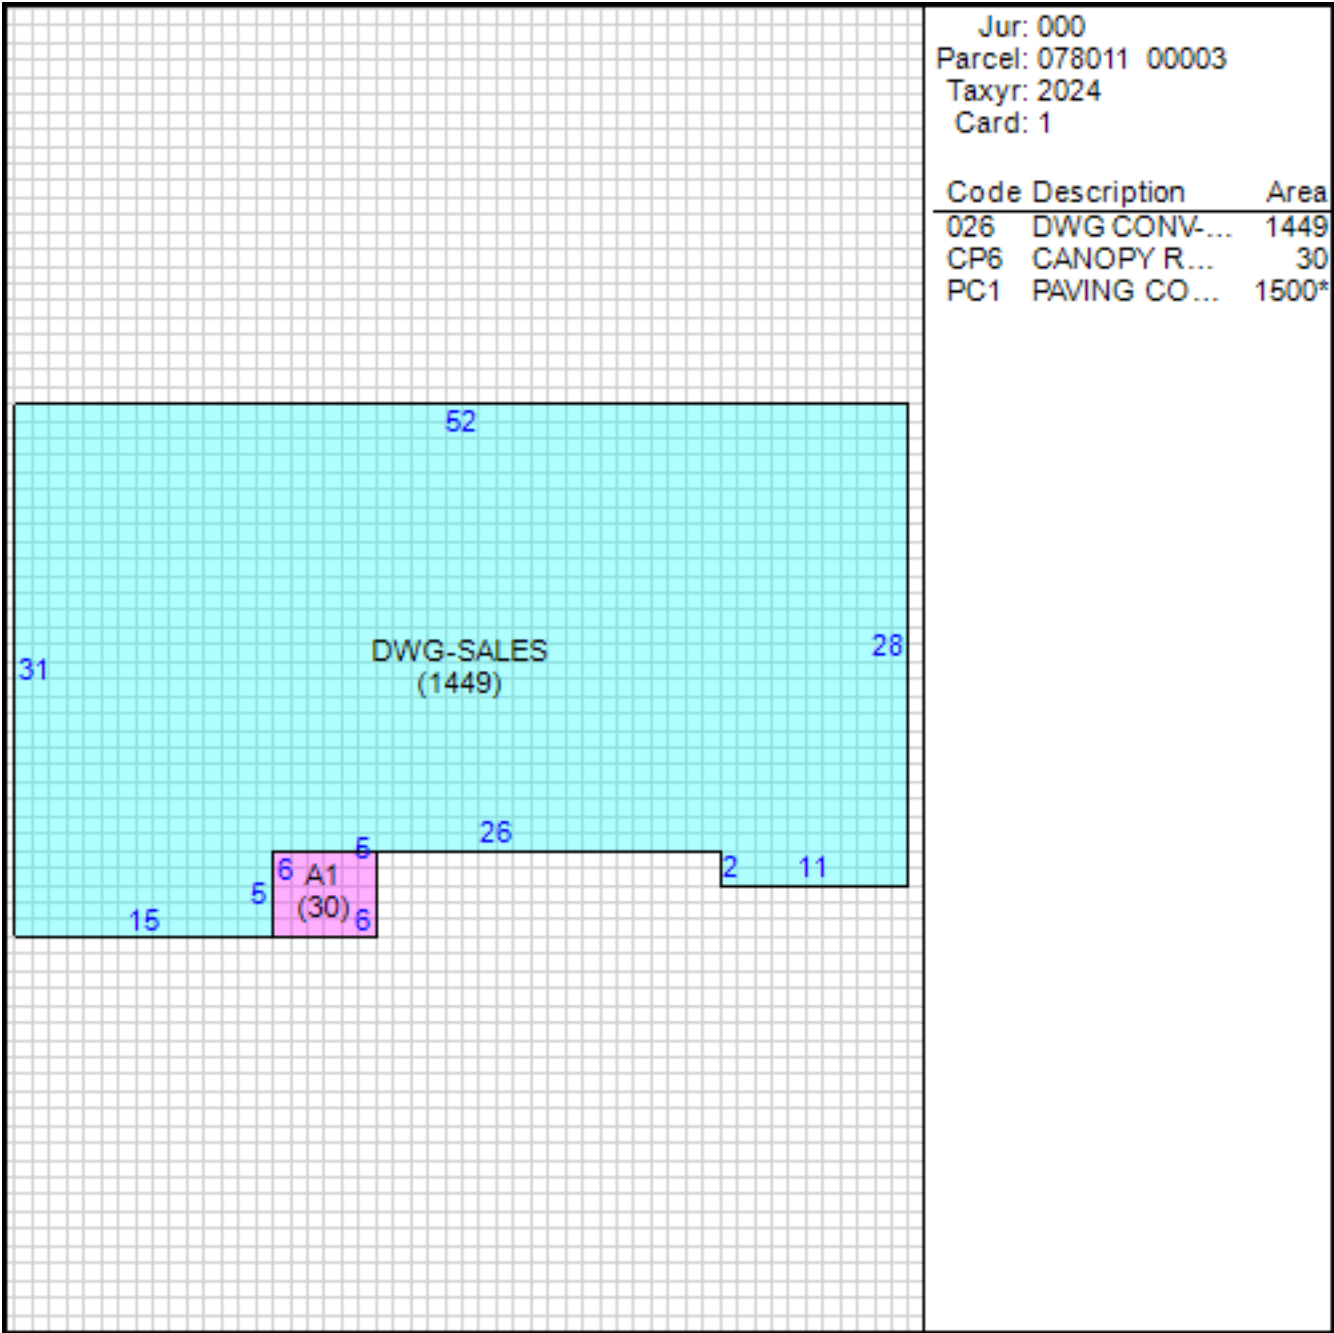 Jur: 000
Parcel: 078011 00003
Taxyr: 2024
Card: 1
Code Description Area
026 DWG CONV-... 1449
CP6 CANOPY R... 30
PC1 PAVING CO... 1500*
52
31
DWG-SALES
(1449)
28
26
5
6
A1
(30)
5
6
15
2
11